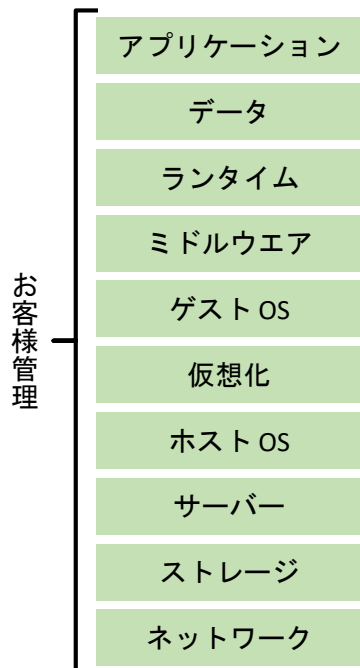 お客様管理
アプリケーション
データ
ランタイム
ミドルウエア
ゲスト OS
仮想化
ホスト OS
サーバー
ストレージ
ネットワーク